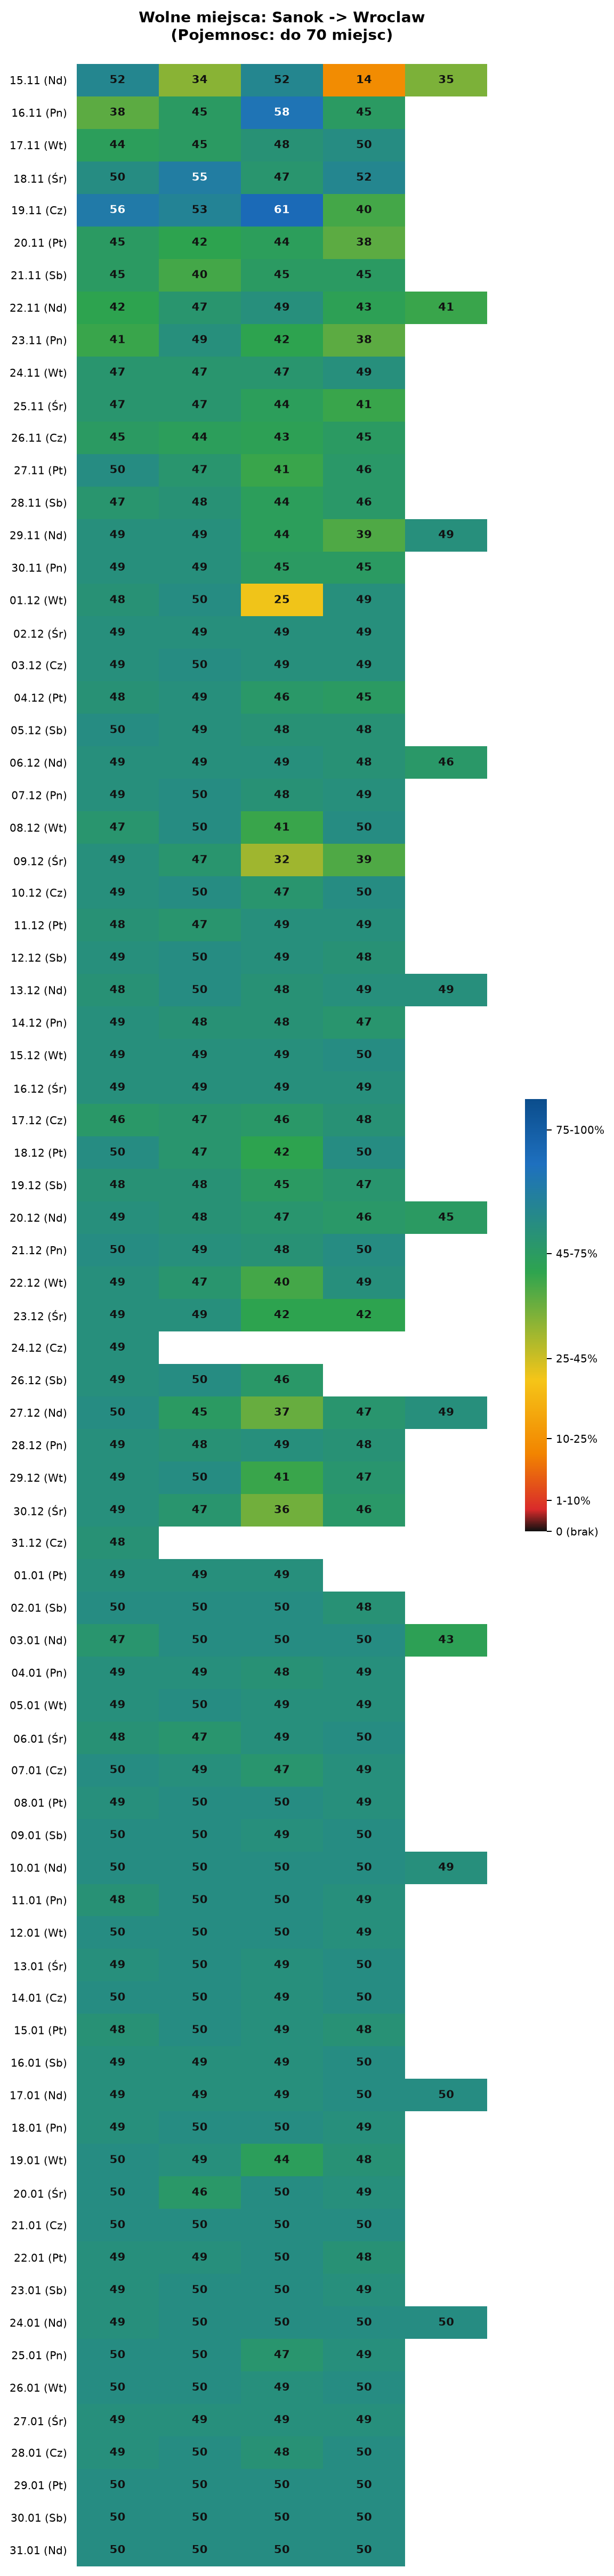 Wolne miejsca: Sanok -> Wroclaw
(Pojemnosc: do 70 miejsc)
15.11 (Nd) 52 34 52 14 35
16.11 (Pn) 38 45 58 45
17.11 (Wt) 44 45 48 50
18.11 (Śr) 50 55 47 52
19.11 (Cz) 56 53 61 40
20.11 (Pt) 45 42 44 38
21.11 (Sb) 45 40 45 45
22.11 (Nd) 42 47 49 43 41
23.11 (Pn) 41 49 42 38
24.11 (Wt) 47 47 47 49
25.11 (Śr) 47 47 44 41
26.11 (Cz) 45 44 43 45
27.11 (Pt) 50 47 41 46
28.11 (Sb) 47 48 44 46
29.11 (Nd) 49 49 44 39 49
30.11 (Pn) 49 49 45 45
01.12 (Wt) 48 50 25 49
02.12 (Śr) 49 49 49 49
03.12 (Cz) 49 50 49 49
04.12 (Pt) 48 49 46 45
05.12 (Sb) 50 49 48 48
06.12 (Nd) 49 49 49 48 46
07.12 (Pn) 49 50 48 49
08.12 (Wt) 47 50 41 50
09.12 (Śr) 49 47 32 39
10.12 (Cz) 49 50 47 50
11.12 (Pt) 48 47 49 49
12.12 (Sb) 49 50 49 48
13.12 (Nd) 48 50 48 49 49
14.12 (Pn) 49 48 48 47
15.12 (Wt) 49 49 49 50
16.12 (Śr) 49 49 49 49
17.12 (Cz) 46 47 46 48
18.12 (Pt) 50 47 42 50
19.12 (Sb) 48 48 45 47
20.12 (Nd) 49 48 47 46 45
21.12 (Pn) 50 49 48 50
22.12 (Wt) 49 47 40 49
23.12 (Śr) 49 49 42 42
24.12 (Cz) 49
26.12 (Sb) 49 50 46
27.12 (Nd) 50 45 37 47 49
28.12 (Pn) 49 48 49 48
29.12 (Wt) 49 50 41 47
30.12 (Śr) 49 47 36 46
31.12 (Cz) 48
01.01 (Pt) 49 49 49
02.01 (Sb) 50 50 50 48
03.01 (Nd) 47 50 50 50 43
04.01 (Pn) 49 49 48 49
05.01 (Wt) 49 50 49 49
06.01 (Śr) 48 47 49 50
07.01 (Cz) 50 49 47 49
08.01 (Pt) 49 50 50 49
09.01 (Sb) 50 50 49 50
10.01 (Nd) 50 50 50 50 49
11.01 (Pn) 48 50 50 49
12.01 (Wt) 50 50 50 49
13.01 (Śr) 49 50 49 50
14.01 (Cz) 50 50 49 50
15.01 (Pt) 48 50 49 48
16.01 (Sb) 49 49 49 50
17.01 (Nd) 49 49 49 50 50
18.01 (Pn) 49 50 50 49
19.01 (Wt) 50 49 44 48
20.01 (Śr) 50 46 50 49
21.01 (Cz) 50 50 50 50
22.01 (Pt) 49 49 50 48
23.01 (Sb) 49 50 50 49
24.01 (Nd) 49 50 50 50 50
25.01 (Pn) 50 50 47 49
26.01 (Wt) 50 50 49 50
27.01 (Śr) 49 49 49 49
28.01 (Cz) 49 50 48 50
29.01 (Pt) 50 50 50 50
30.01 (Sb) 50 50 50 50
31.01 (Nd) 50 50 50 50
75-100%
45-75%
25-45%
10-25%
1-10%
0 (brak)